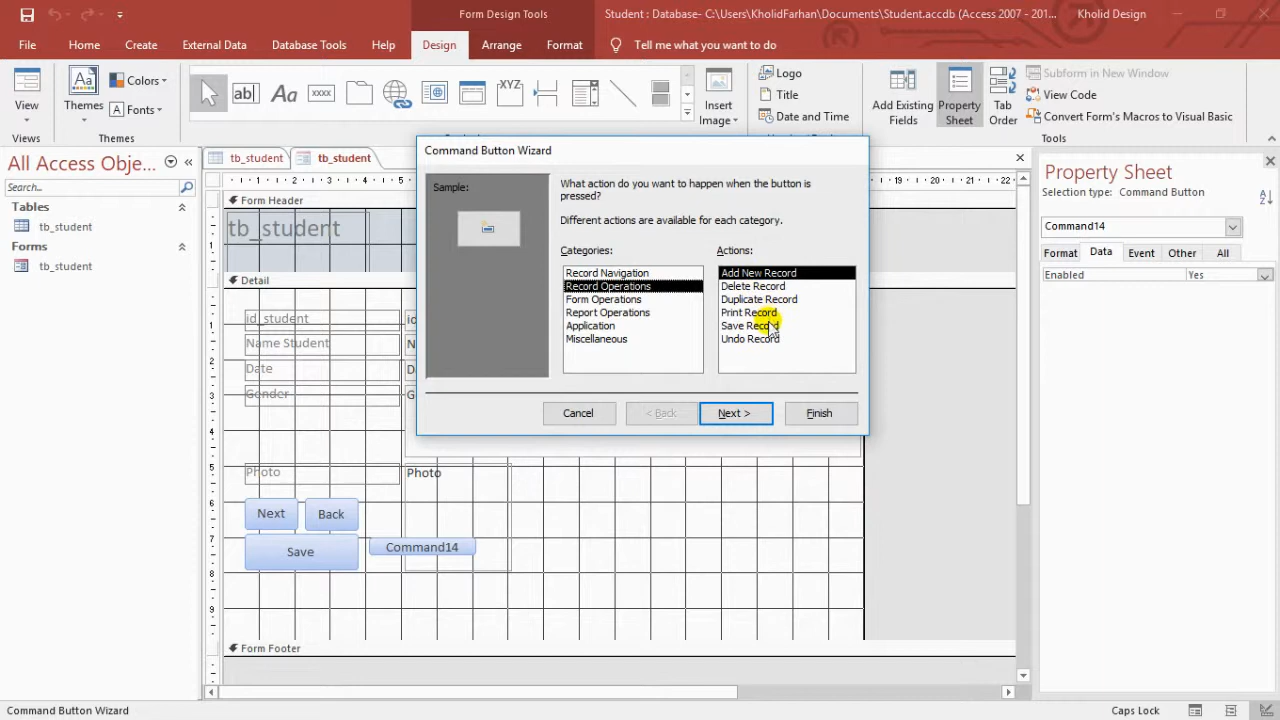 Form Design Tools
Student : Database- C:\Users\KholidFarhan\Documents\Student.accdb (Access 2007 - 201...
Kholid Design
File
Home
Create
External Data
Database Tools
Help
Design
Arrange
Format
Tell me what you want to do
View
Views
Themes
Colors
Fonts
Themes
ab|
Aa
xxxx
XYZ
Insert
Image
Logo
Title
Date and Time
Add Existing
Fields
Property
Sheet
Tab
Order
Subform in New Window
View Code
Convert Form's Macros to Visual Basic
Tools
All Access Obje...
Search...
Tables
tb_student
Forms
tb_student
tb_student
tb_student
Form Header
tb_student
Detail
id_student
Name Student
Date
Gender
Photo
Photo
Next
Back
Save
Command14
Form Footer
Command Button Wizard
Sample:
What action do you want to happen when the button is
pressed?
Different actions are available for each category.
Categories:
Record Navigation
Record Operations
Form Operations
Report Operations
Application
Miscellaneous
Actions:
Add New Record
Delete Record
Duplicate Record
Print Record
Save Record
Undo Record
Cancel
< Back
Next >
Finish
Property Sheet
Selection type: Command Button
Command14
Format
Data
Event
Other
All
Enabled
Yes
Command Button Wizard
Caps Lock